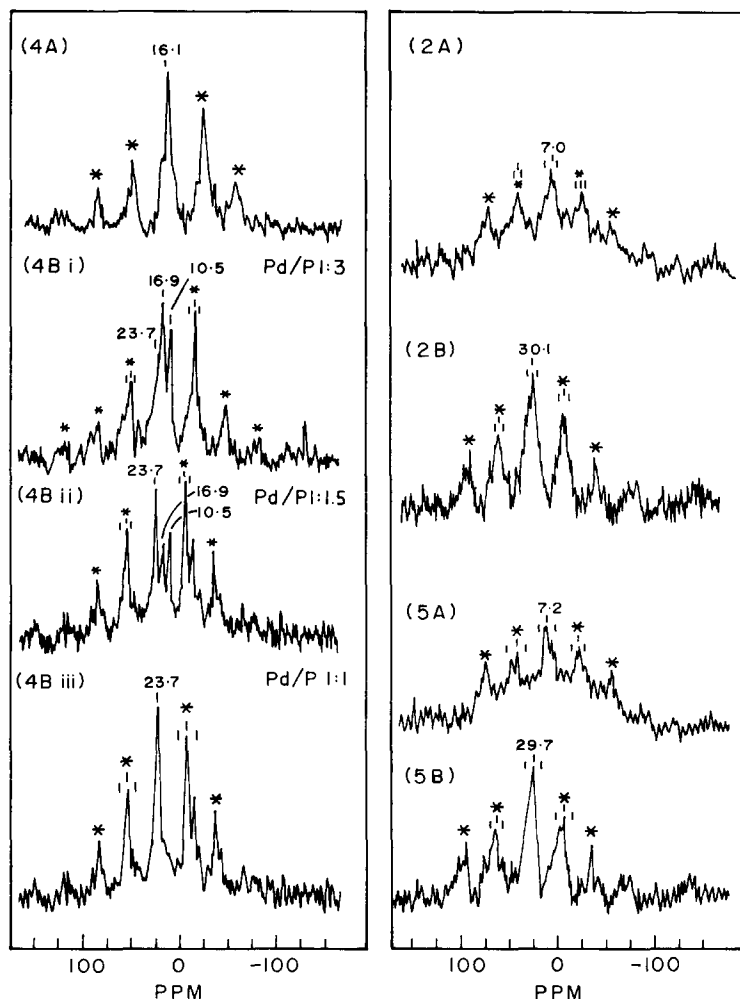 (4A)
16·1
* * * *
(4B i)
Pd/P1:3
16·9
10·5
23·7
* * * * * *
(4B ii)
Pd/P1:1.5
23·7
16·9
10·5
* * * *
(4B iii)
Pd/P 1:1
23·7
* * * *
100 0 -100
PPM
(2A)
7·0
* * * *
(2B)
30·1
* * * *
(5A)
7·2
* * * *
(5B)
29·7
* * * *
100 0 -100
PPM